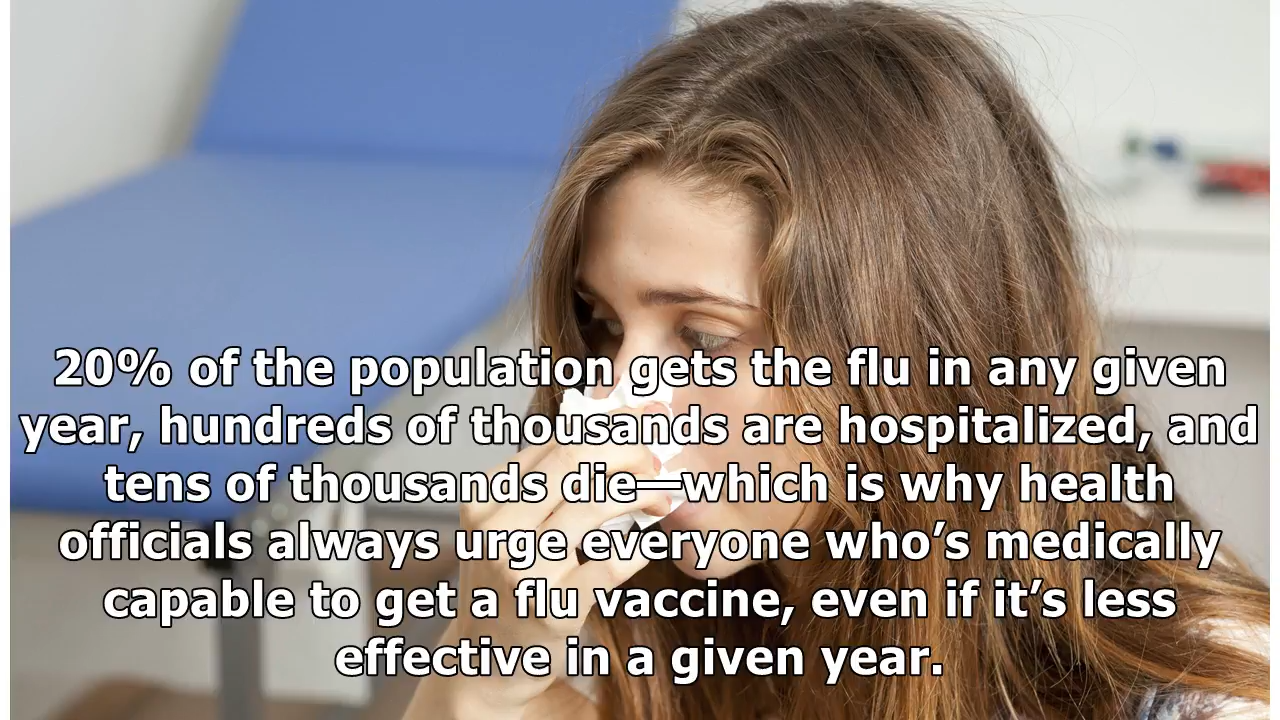 20% of the population gets the flu in any given
year, hundreds of thousands are hospitalized, and
tens of thousands die—which is why health
officials always urge everyone who’s medically
capable to get a flu vaccine, even if it’s less
effective in a given year.